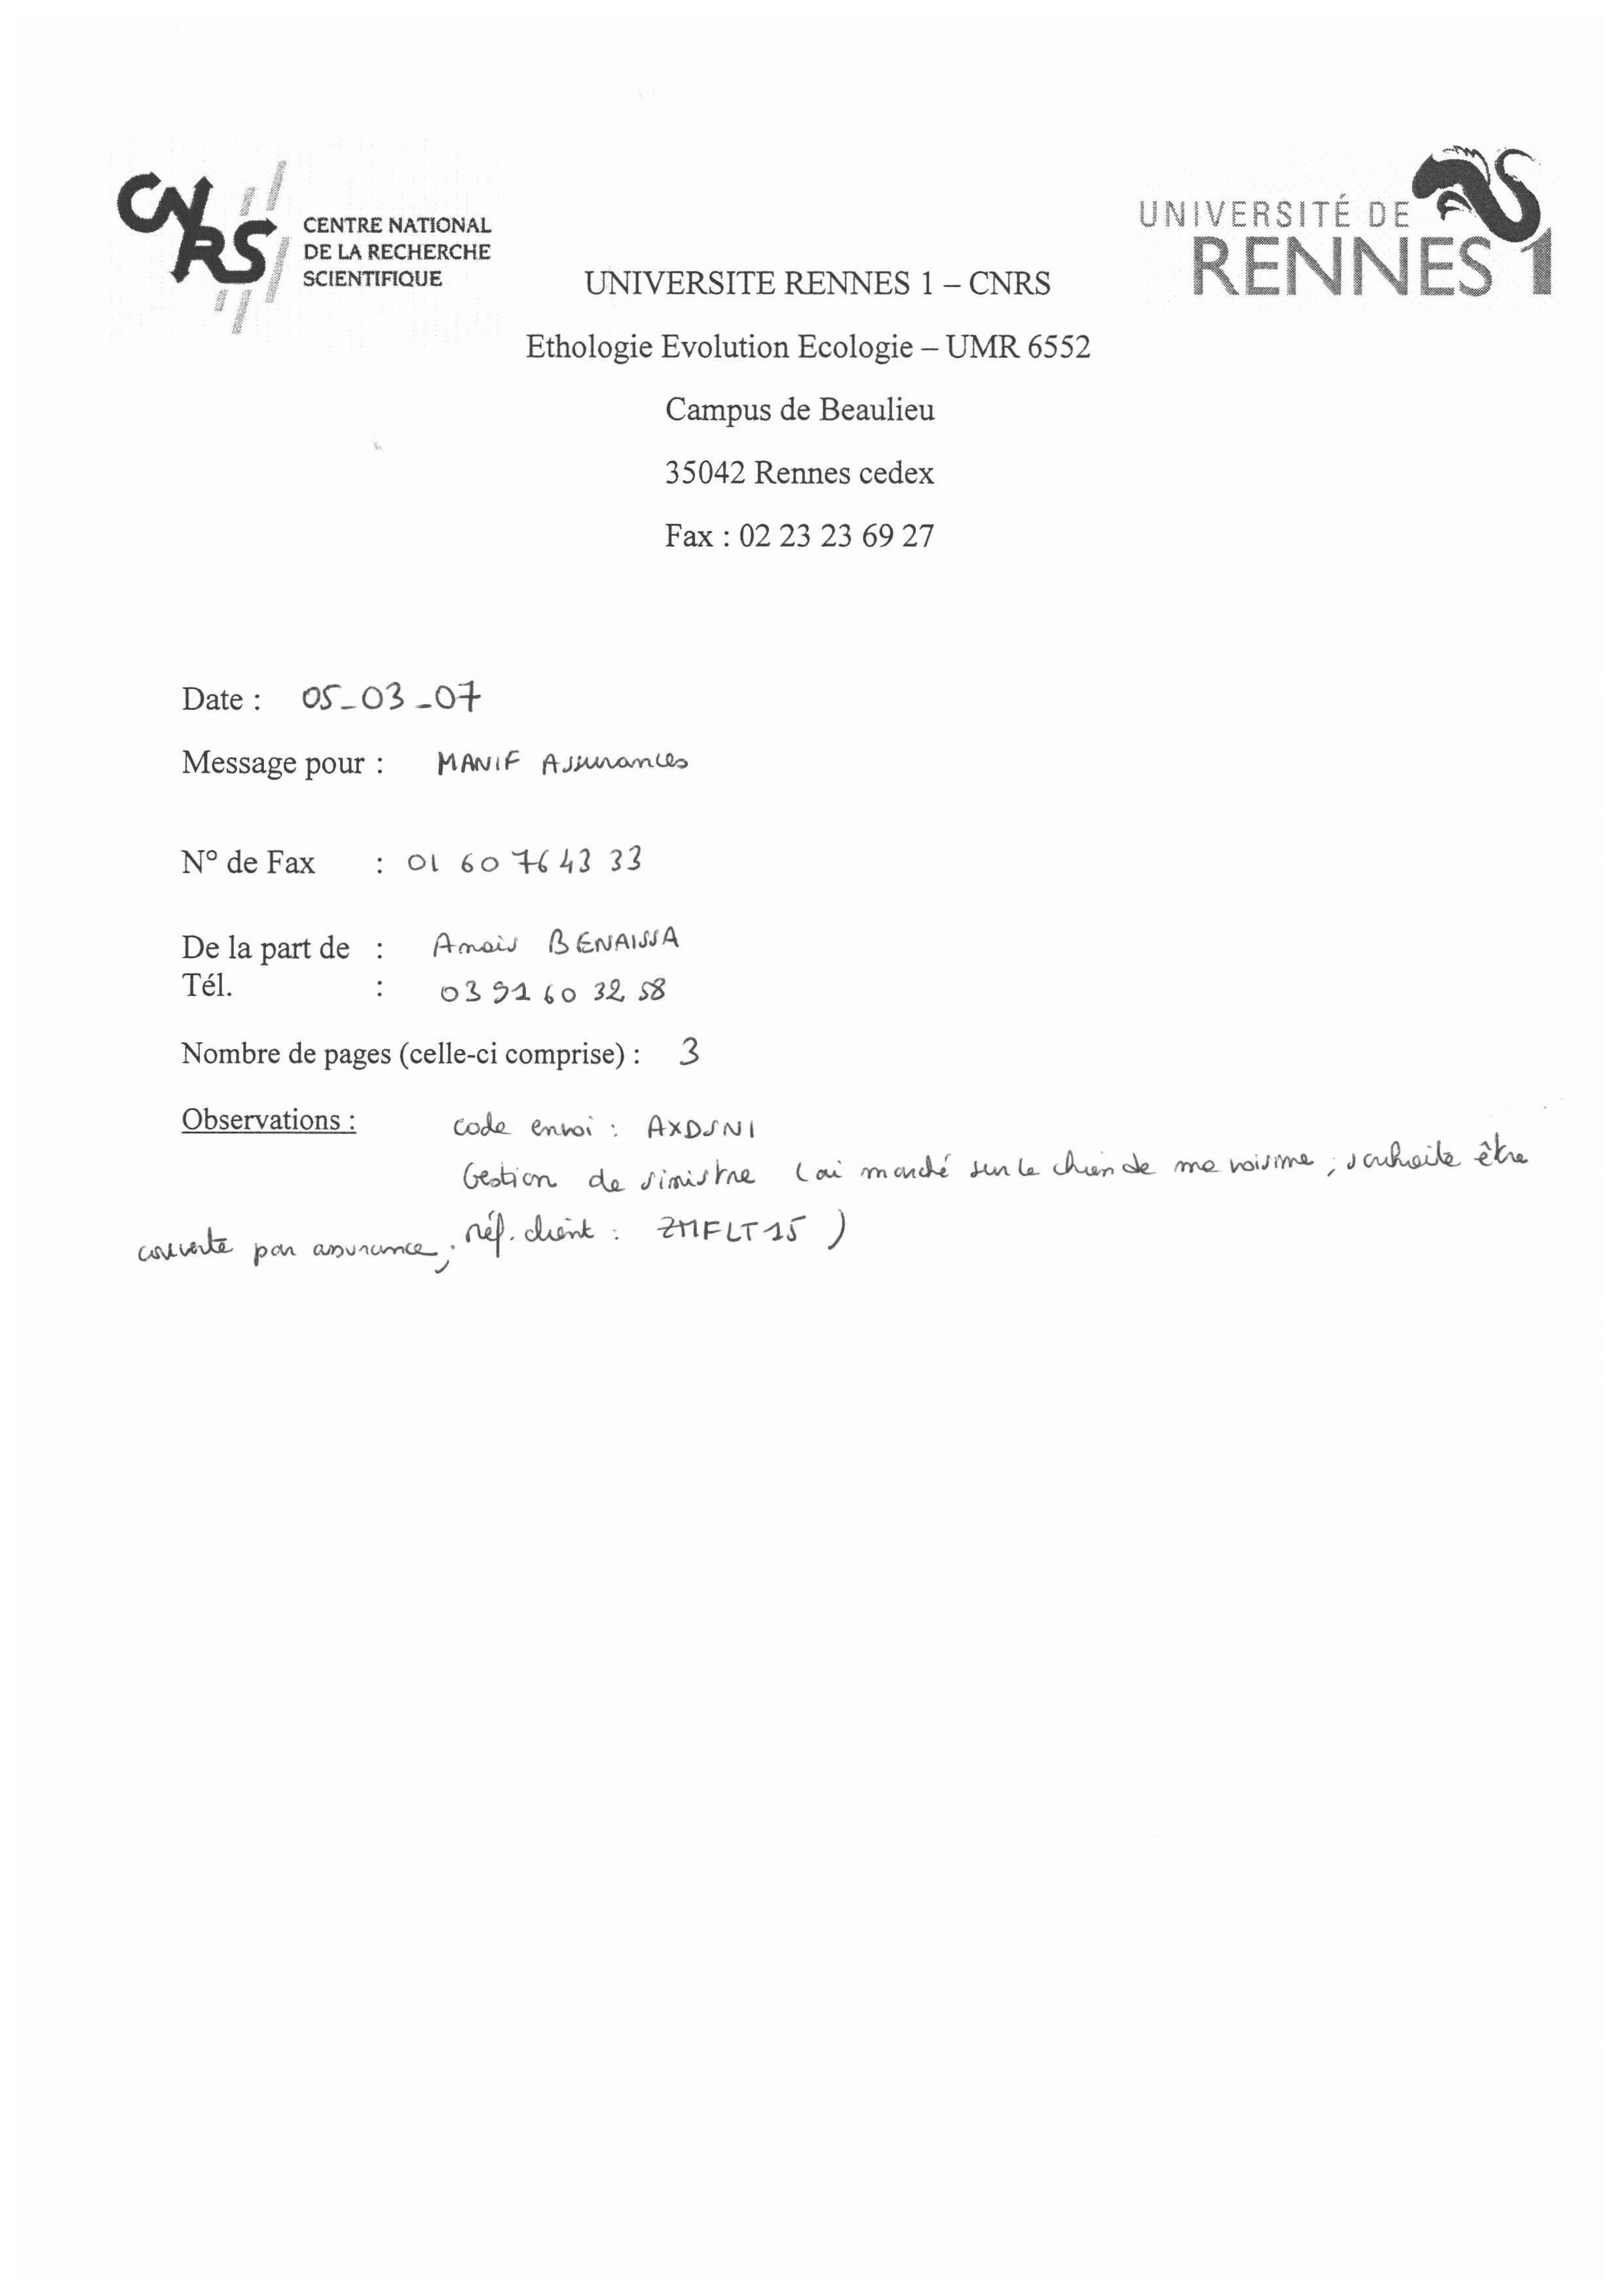 CNRS
CENTRE NATIONAL
DE LA RECHERCHE
SCIENTIFIQUE
UNIVERSITÉ DE
RENNES 1
UNIVERSITE RENNES 1 – CNRS
Ethologie Evolution Ecologie – UMR 6552
Campus de Beaulieu
35042 Rennes cedex
Fax : 02 23 23 69 27
Date : 05_03_07
Message pour : MANIF Assurances
N° de Fax : 01 60 76 43 33
De la part de : Anais BENAISSA
Tél. : 03 91 60 32 58
Nombre de pages (celle-ci comprise) : 3
Observations : code envoi : AXDSNI
Gestion de sinistre (ai marché sur le chien de ma voisine ; souhaite être
couverte par assurance ; réf. client : ZMFLT15 )